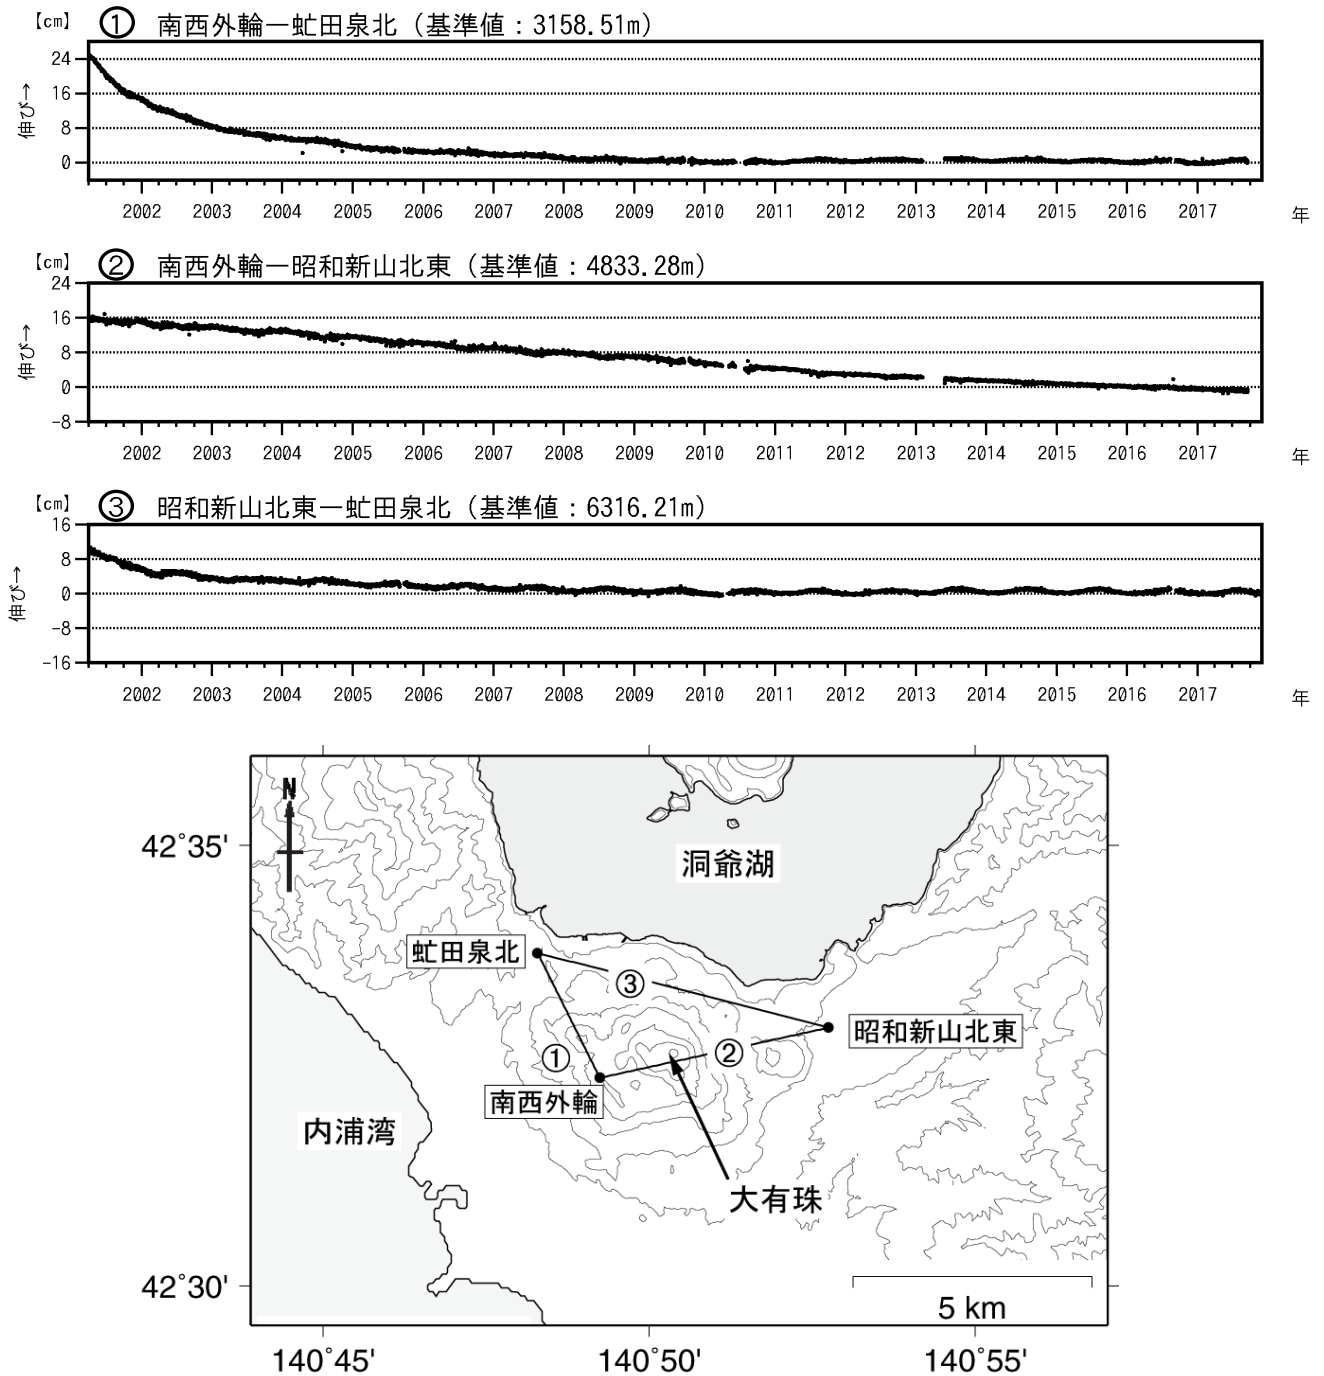 [cm] ① 南西外輪ー虻田泉北（基準値：3158.51m）
24
16
8
0
伸び→
2002 2003 2004 2005 2006 2007 2008 2009 2010 2011 2012 2013 2014 2015 2016 2017 年
[cm] ② 南西外輪ー昭和新山北東（基準値：4833.28m）
24
16
8
0
-8
伸び→
2002 2003 2004 2005 2006 2007 2008 2009 2010 2011 2012 2013 2014 2015 2016 2017 年
[cm] ③ 昭和新山北東ー虻田泉北（基準値：6316.21m）
16
8
0
-8
-16
伸び→
2002 2003 2004 2005 2006 2007 2008 2009 2010 2011 2012 2013 2014 2015 2016 2017 年
N
42°35'
洞爺湖
虻田泉北
③
昭和新山北東
②
①
南西外輪
内浦湾
大有珠
42°30'
5 km
140°45' 140°50' 140°55'